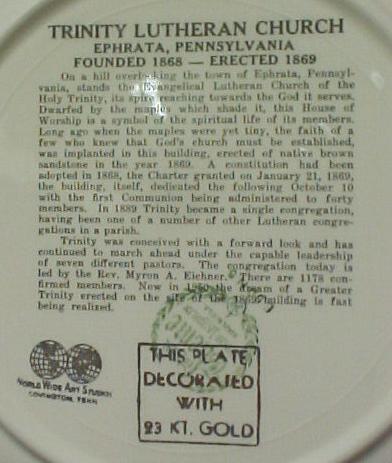 TRINITY LUTHERAN CHURCH
EPHRATA, PENNSYLVANIA
FOUNDED 1868 — ERECTED 1869
On a hill overlooking the town of Ephrata, Pennsyl-
vania, stands the Evangelical Lutheran Church of the
Holy Trinity, its spire reaching towards the God it serves.
Dwarfed by the maples which shade it, this House of
Worship is a symbol of the spiritual life of its members.
Long ago when the maples were yet tiny, the faith of a
few who knew that God's church must be established,
was implanted in this building, erected of native brown
sandstone in the year 1869. A constitution had been
adopted in 1868, the Charter granted on January 21, 1869,
the building, itself, dedicated the following October 10
with the first Communion being administered to forty
members. In 1889 Trinity became a single congregation,
having been one of a number of other Lutheran congre-
gations in a parish.
Trinity was conceived with a forward look and has
continued to march ahead under the capable leadership
of seven different pastors. The congregation today is
led by the Rev. Myron A. Eichner. There are 1178 con-
firmed members. Now in the dream of a Greater
Trinity erected on the site of the 1869 building is fast
being realized.
WORLD WIDE ART STUDIOS
COVINGTON, TENN
THIS PLATE
DECORATED
WITH
23 KT. GOLD